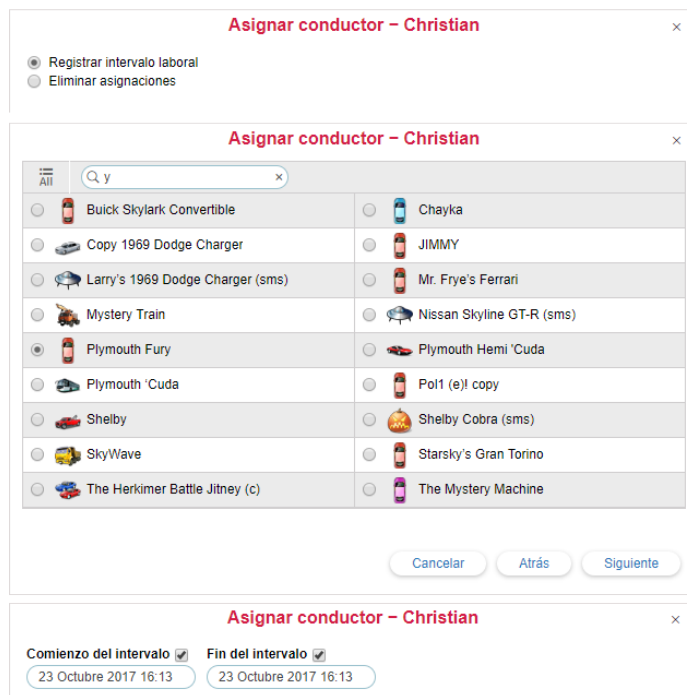 Asignar conductor – Christian ×
Registrar intervalo laboral
Eliminar asignaciones
Asignar conductor – Christian ×
All y ×
Buick Skylark Convertible Chayka
Copy 1969 Dodge Charger JIMMY
Larry's 1969 Dodge Charger (sms) Mr. Frye's Ferrari
Mystery Train Nissan Skyline GT-R (sms)
Plymouth Fury Plymouth Hemi 'Cuda
Plymouth 'Cuda Pol1 (e)! copy
Shelby Shelby Cobra (sms)
SkyWave Starsky's Gran Torino
The Herkimer Battle Jitney (c) The Mystery Machine
Cancelar Atrás Siguiente
Asignar conductor – Christian ×
Comienzo del intervalo Fin del intervalo
23 Octubre 2017 16:13 23 Octubre 2017 16:13